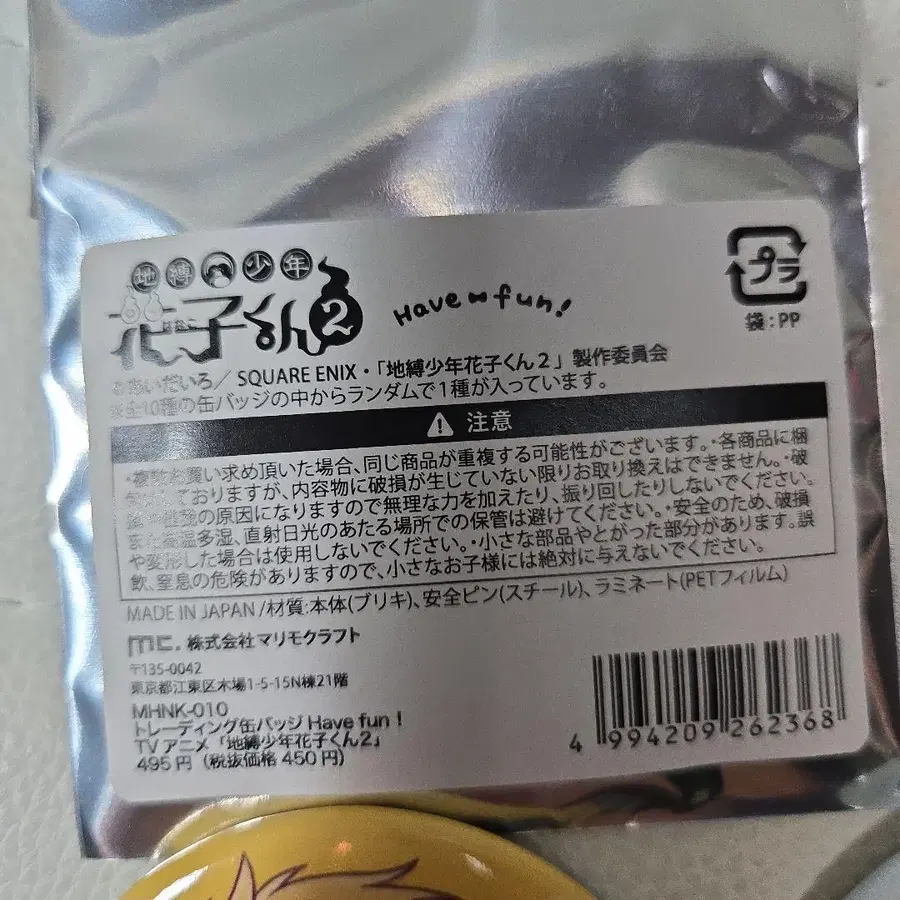 地縛少年
花子くん2
はなこ
Have fun!
プラ
袋:PP
あいだいろ/SQUARE ENIX・「地縛少年花子くん2」製作委員会
※全10種の缶バッジの中からランダムで1種が入っています。
注意
・複数お買い求め頂いた場合、同じ商品が重複する可能性がございます。・各商品に梱
ておりますが、内容物に破損が生じていない限りお取り換えはできません。・破
の原因になりますので無理な力を加えたり、振り回したりしないでください。
また高温多湿、直射日光のあたる場所での保管は避けてください。・安全のため、破損
や変形した場合は使用しないでください。・小さな部品やとがった部分があります。誤
飲、窒息の危険がありますので、小さなお子様には絶対に与えないでください。
MADE IN JAPAN/材質:本体(ブリキ)、安全ピン(スチール)、ラミネート(PETフィルム)
mc. 株式会社マリモクラフト
〒135-0042
東京都江東区木場1-5-15N棟21階
MHNK-010
トレーディング缶バッジ Have fun!
TVアニメ「地縛少年花子くん2」
495円(税抜価格 450円)
4 994209 262368